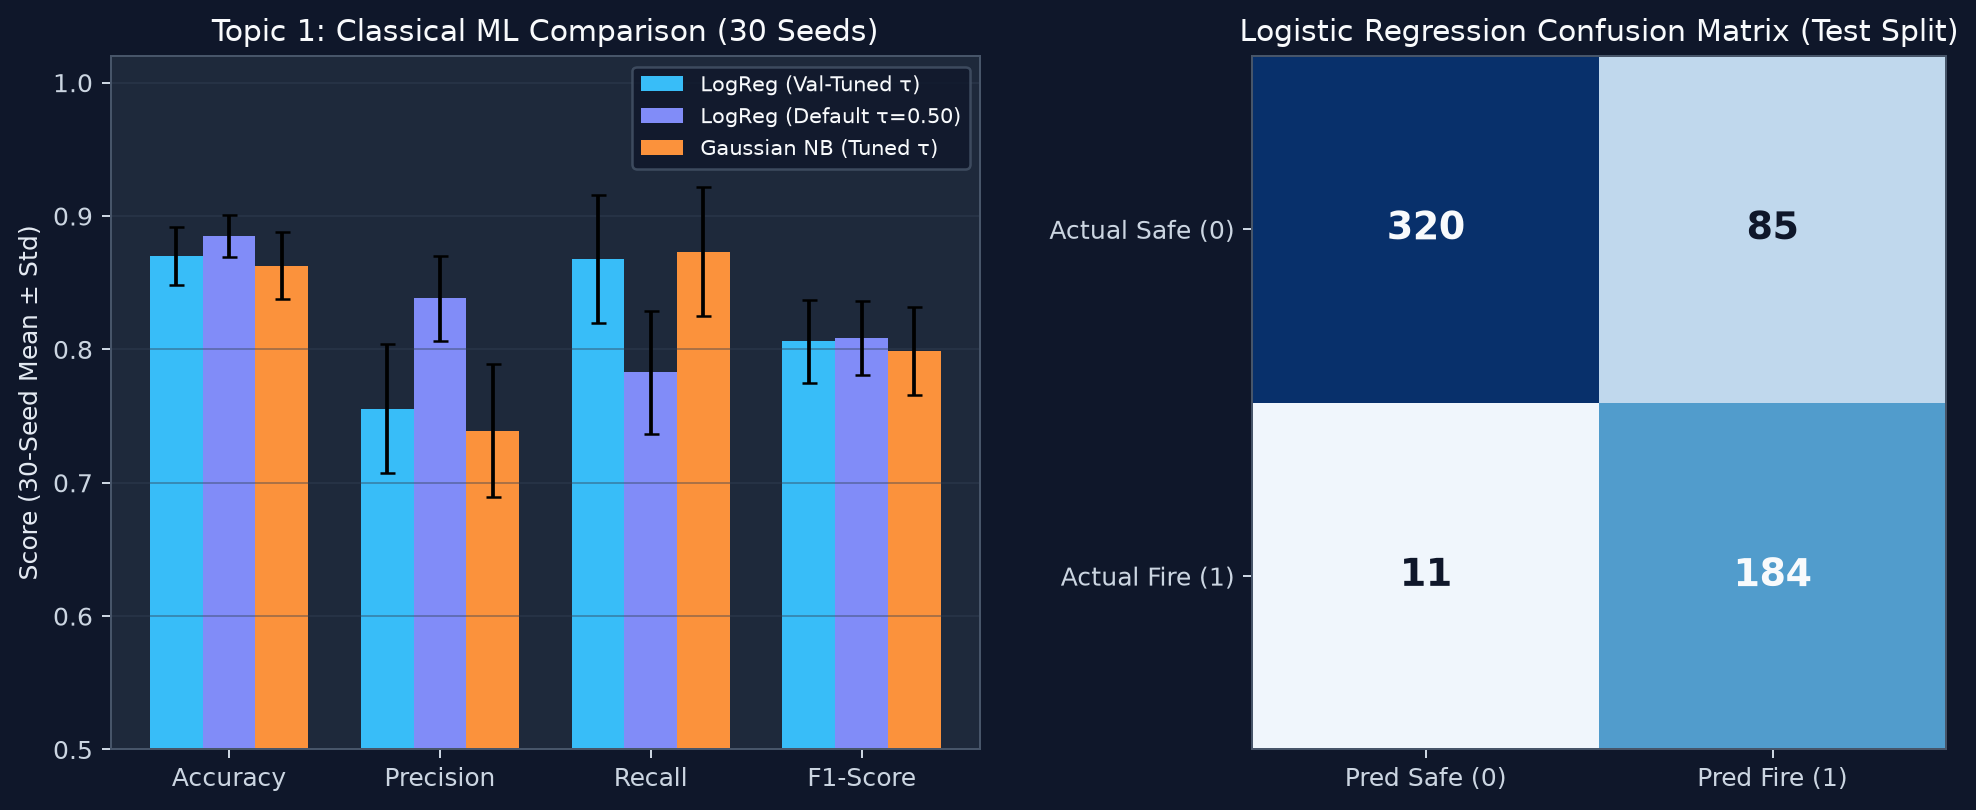 Topic 1: Classical ML Comparison (30 Seeds)
Score (30-Seed Mean ± Std)
1.0
0.9
0.8
0.7
0.6
0.5
LogReg (Val-Tuned τ)
LogReg (Default τ=0.50)
Gaussian NB (Tuned τ)
Accuracy
Precision
Recall
F1-Score
Logistic Regression Confusion Matrix (Test Split)
Actual Safe (0)
320
85
Actual Fire (1)
11
184
Pred Safe (0)
Pred Fire (1)